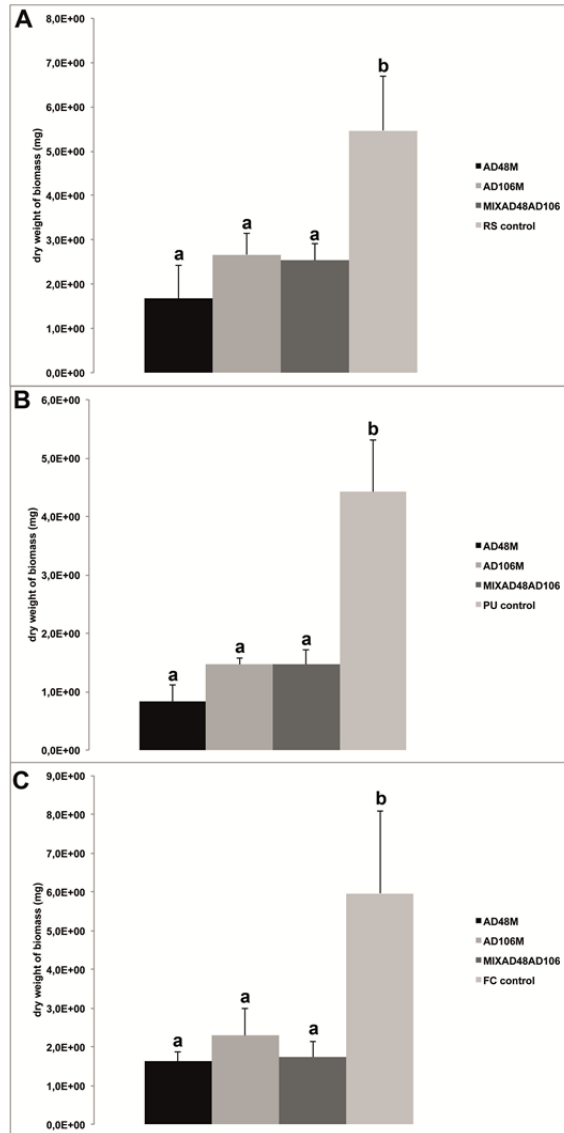 A
dry weight of biomass (mg)
8,0E+00
7,0E+00
6,0E+00
5,0E+00
4,0E+00
3,0E+00
2,0E+00
1,0E+00
0,0E+00
a
a
a
b
AD48M
AD106M
MIXAD48AD106
RS control
B
dry weight of biomass (mg)
6,0E+00
5,0E+00
4,0E+00
3,0E+00
2,0E+00
1,0E+00
0,0E+00
a
a
a
b
AD48M
AD106M
MIXAD48AD106
PU control
C
dry weight of biomass (mg)
9,0E+00
8,0E+00
7,0E+00
6,0E+00
5,0E+00
4,0E+00
3,0E+00
2,0E+00
1,0E+00
0,0E+00
a
a
a
b
AD48M
AD106M
MIXAD48AD106
FC control